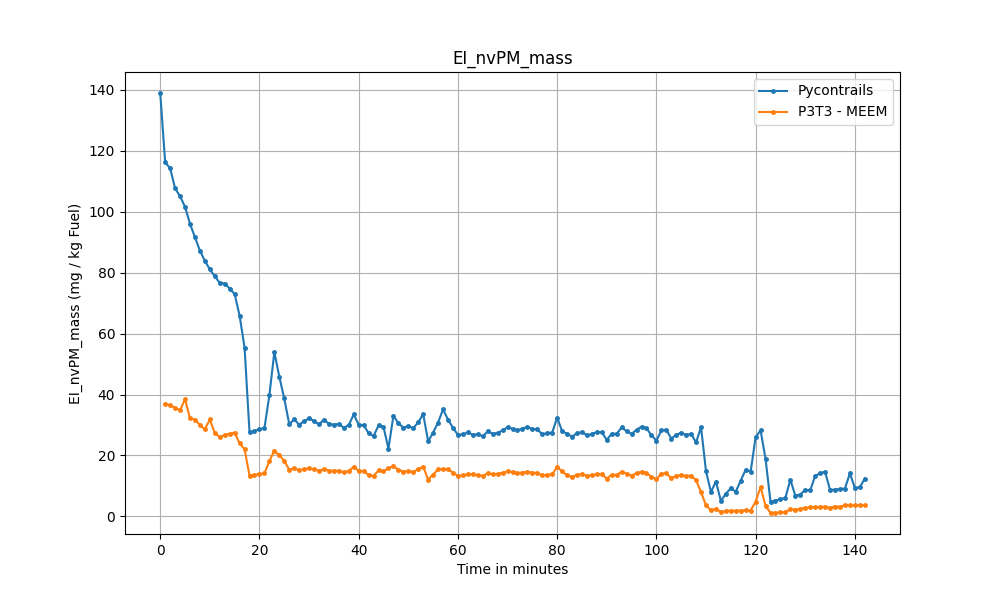 EI_nvPM_mass
Pycontrails
P3T3 - MEEM
EI_nvPM_mass (mg / kg Fuel)
140
120
100
80
60
40
20
0
0 20 40 60 80 100 120 140
Time in minutes